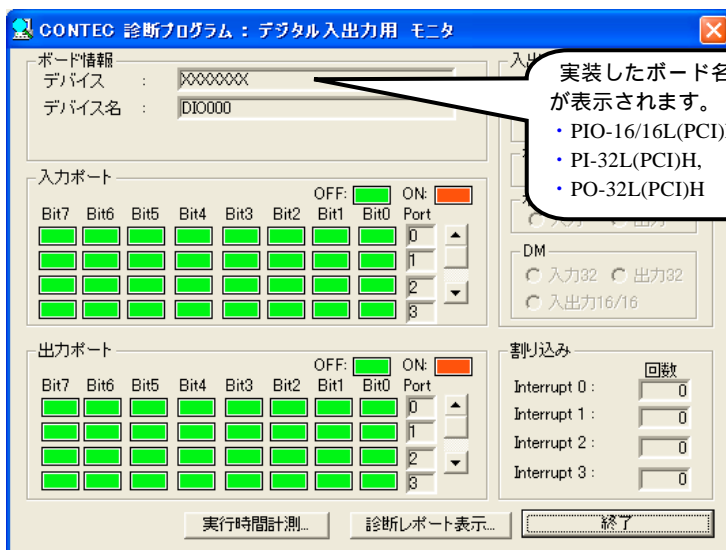 CONTEC 診断プログラム : デジタル入出力用 モニタ
ボード情報
デバイス : XXXXXXX
デバイス名 : DIO000
入出
実装したボード名
が表示されます。
・PIO-16/16L(PCI)
・PI-32L(PCI)H,
・PO-32L(PCI)H
入力ポート
OFF: ON:
Bit7 Bit6 Bit5 Bit4 Bit3 Bit2 Bit1 Bit0 Port
0
1
2
3
入力 出力
DM
入力32 出力32
入出力16/16
出力ポート
OFF: ON:
Bit7 Bit6 Bit5 Bit4 Bit3 Bit2 Bit1 Bit0 Port
0
1
2
3
割り込み
回数
Interrupt 0 : 0
Interrupt 1 : 0
Interrupt 2 : 0
Interrupt 3 : 0
実行時間計測... 診断レポート表示... 終了